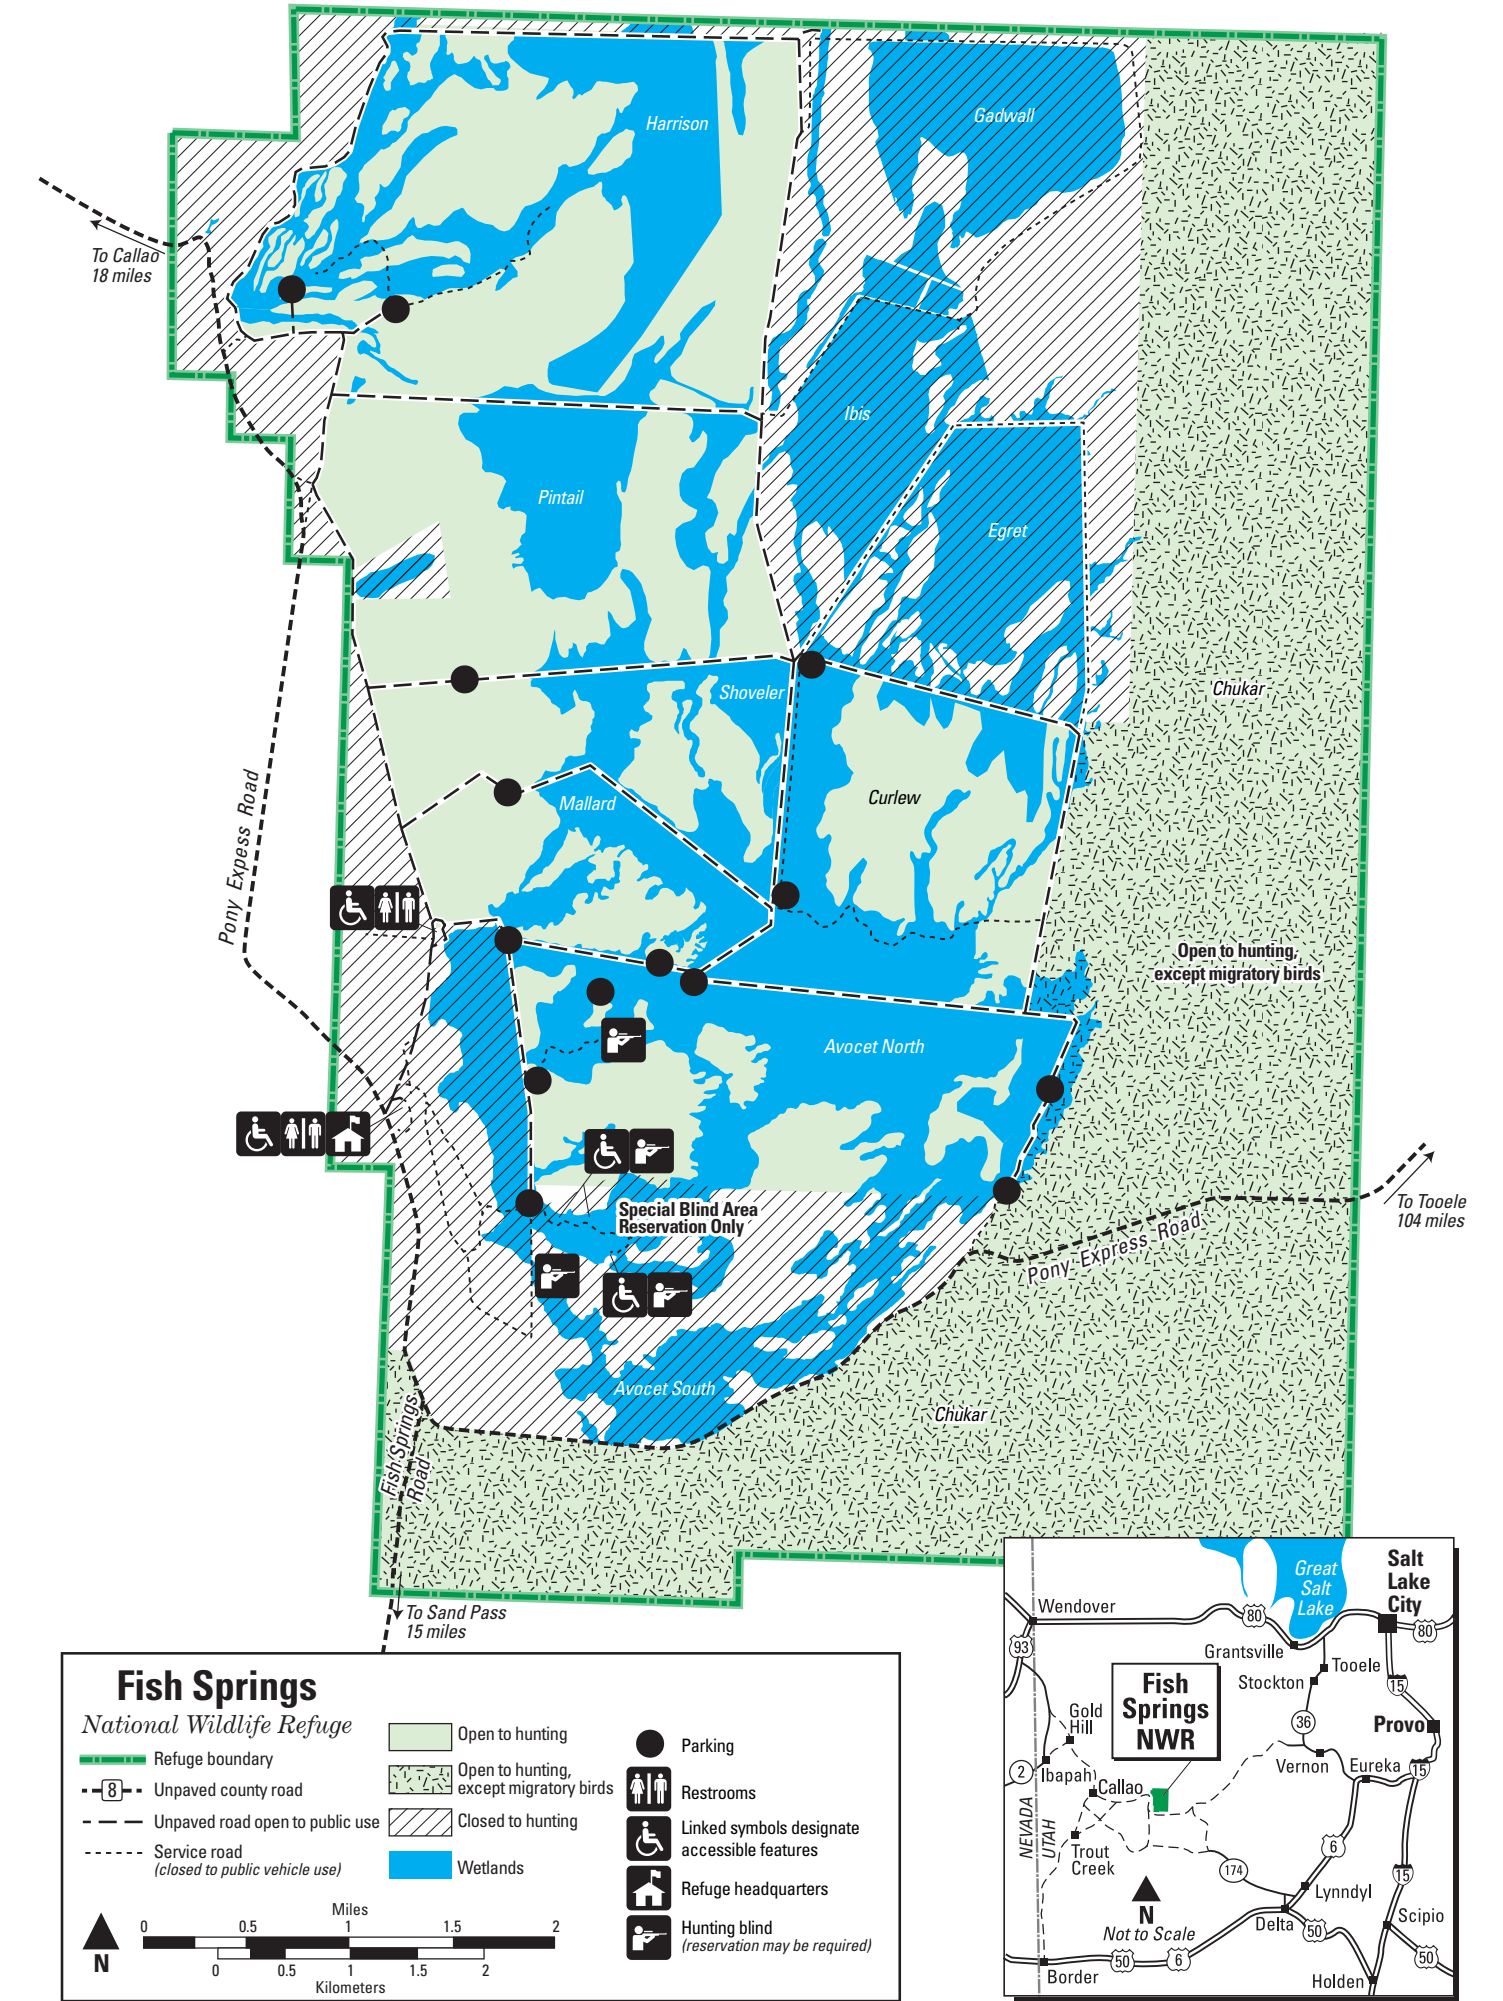 Harrison
Gadwall
To Callao
18 miles
Ibis
Pintail
Egret
Chukar
Shoveler
Mallard
Curlew
Pony Expess Road
Open to hunting,
except migratory birds
Avocet North
To Tooele
104 miles
Special Blind Area
Reservation Only
Pony Express Road
Avocet South
Chukar
Fish Springs
Road
To Sand Pass
15 miles
Fish Springs
National Wildlife Refuge
Refuge boundary
8
Unpaved county road
Unpaved road open to public use
Service road
(closed to public vehicle use)
Open to hunting
Open to hunting,
except migratory birds
Closed to hunting
Wetlands
Parking
Restrooms
Linked symbols designate
accessible features
Refuge headquarters
Hunting blind
(reservation may be required)
N
Miles
0 0.5 1 1.5 2
0 0.5 1 1.5 2
Kilometers
Great
Salt
Lake
Salt
Lake
City
Wendover
80
80
93
Grantsville
Tooele
Stockton
15
Fish
Springs
NWR
Gold
Hill
36
Provo
Vernon
Eureka
15
2
Ibapah
Callao
NEVADA
UTAH
Trout
Creek
6
174
15
Lynndyl
N
Not to Scale
Delta
Scipio
50
50
50
6
Border
Holden